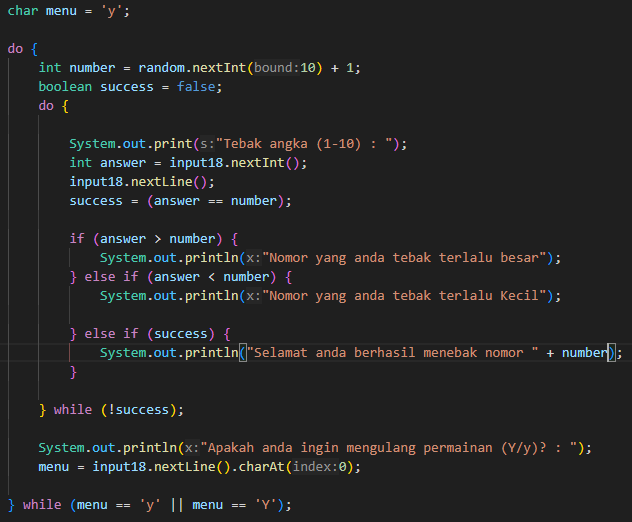 char menu = 'y';
do {
int number = random.nextInt(bound:10) + 1;
boolean success = false;
do {
System.out.print(s:"Tebak angka (1-10) : ");
int answer = input18.nextInt();
input18.nextLine();
success = (answer == number);
if (answer > number) {
System.out.println(x:"Nomor yang anda tebak terlalu besar");
} else if (answer < number) {
System.out.println(x:"Nomor yang anda tebak terlalu Kecil");
} else if (success) {
System.out.println("Selamat anda berhasil menebak nomor " + number);
}
} while (!success);
System.out.println(x:"Apakah anda ingin mengulang permainan (Y/y)? : ");
menu = input18.nextLine().charAt(index:0);
} while (menu == 'y' || menu == 'Y');